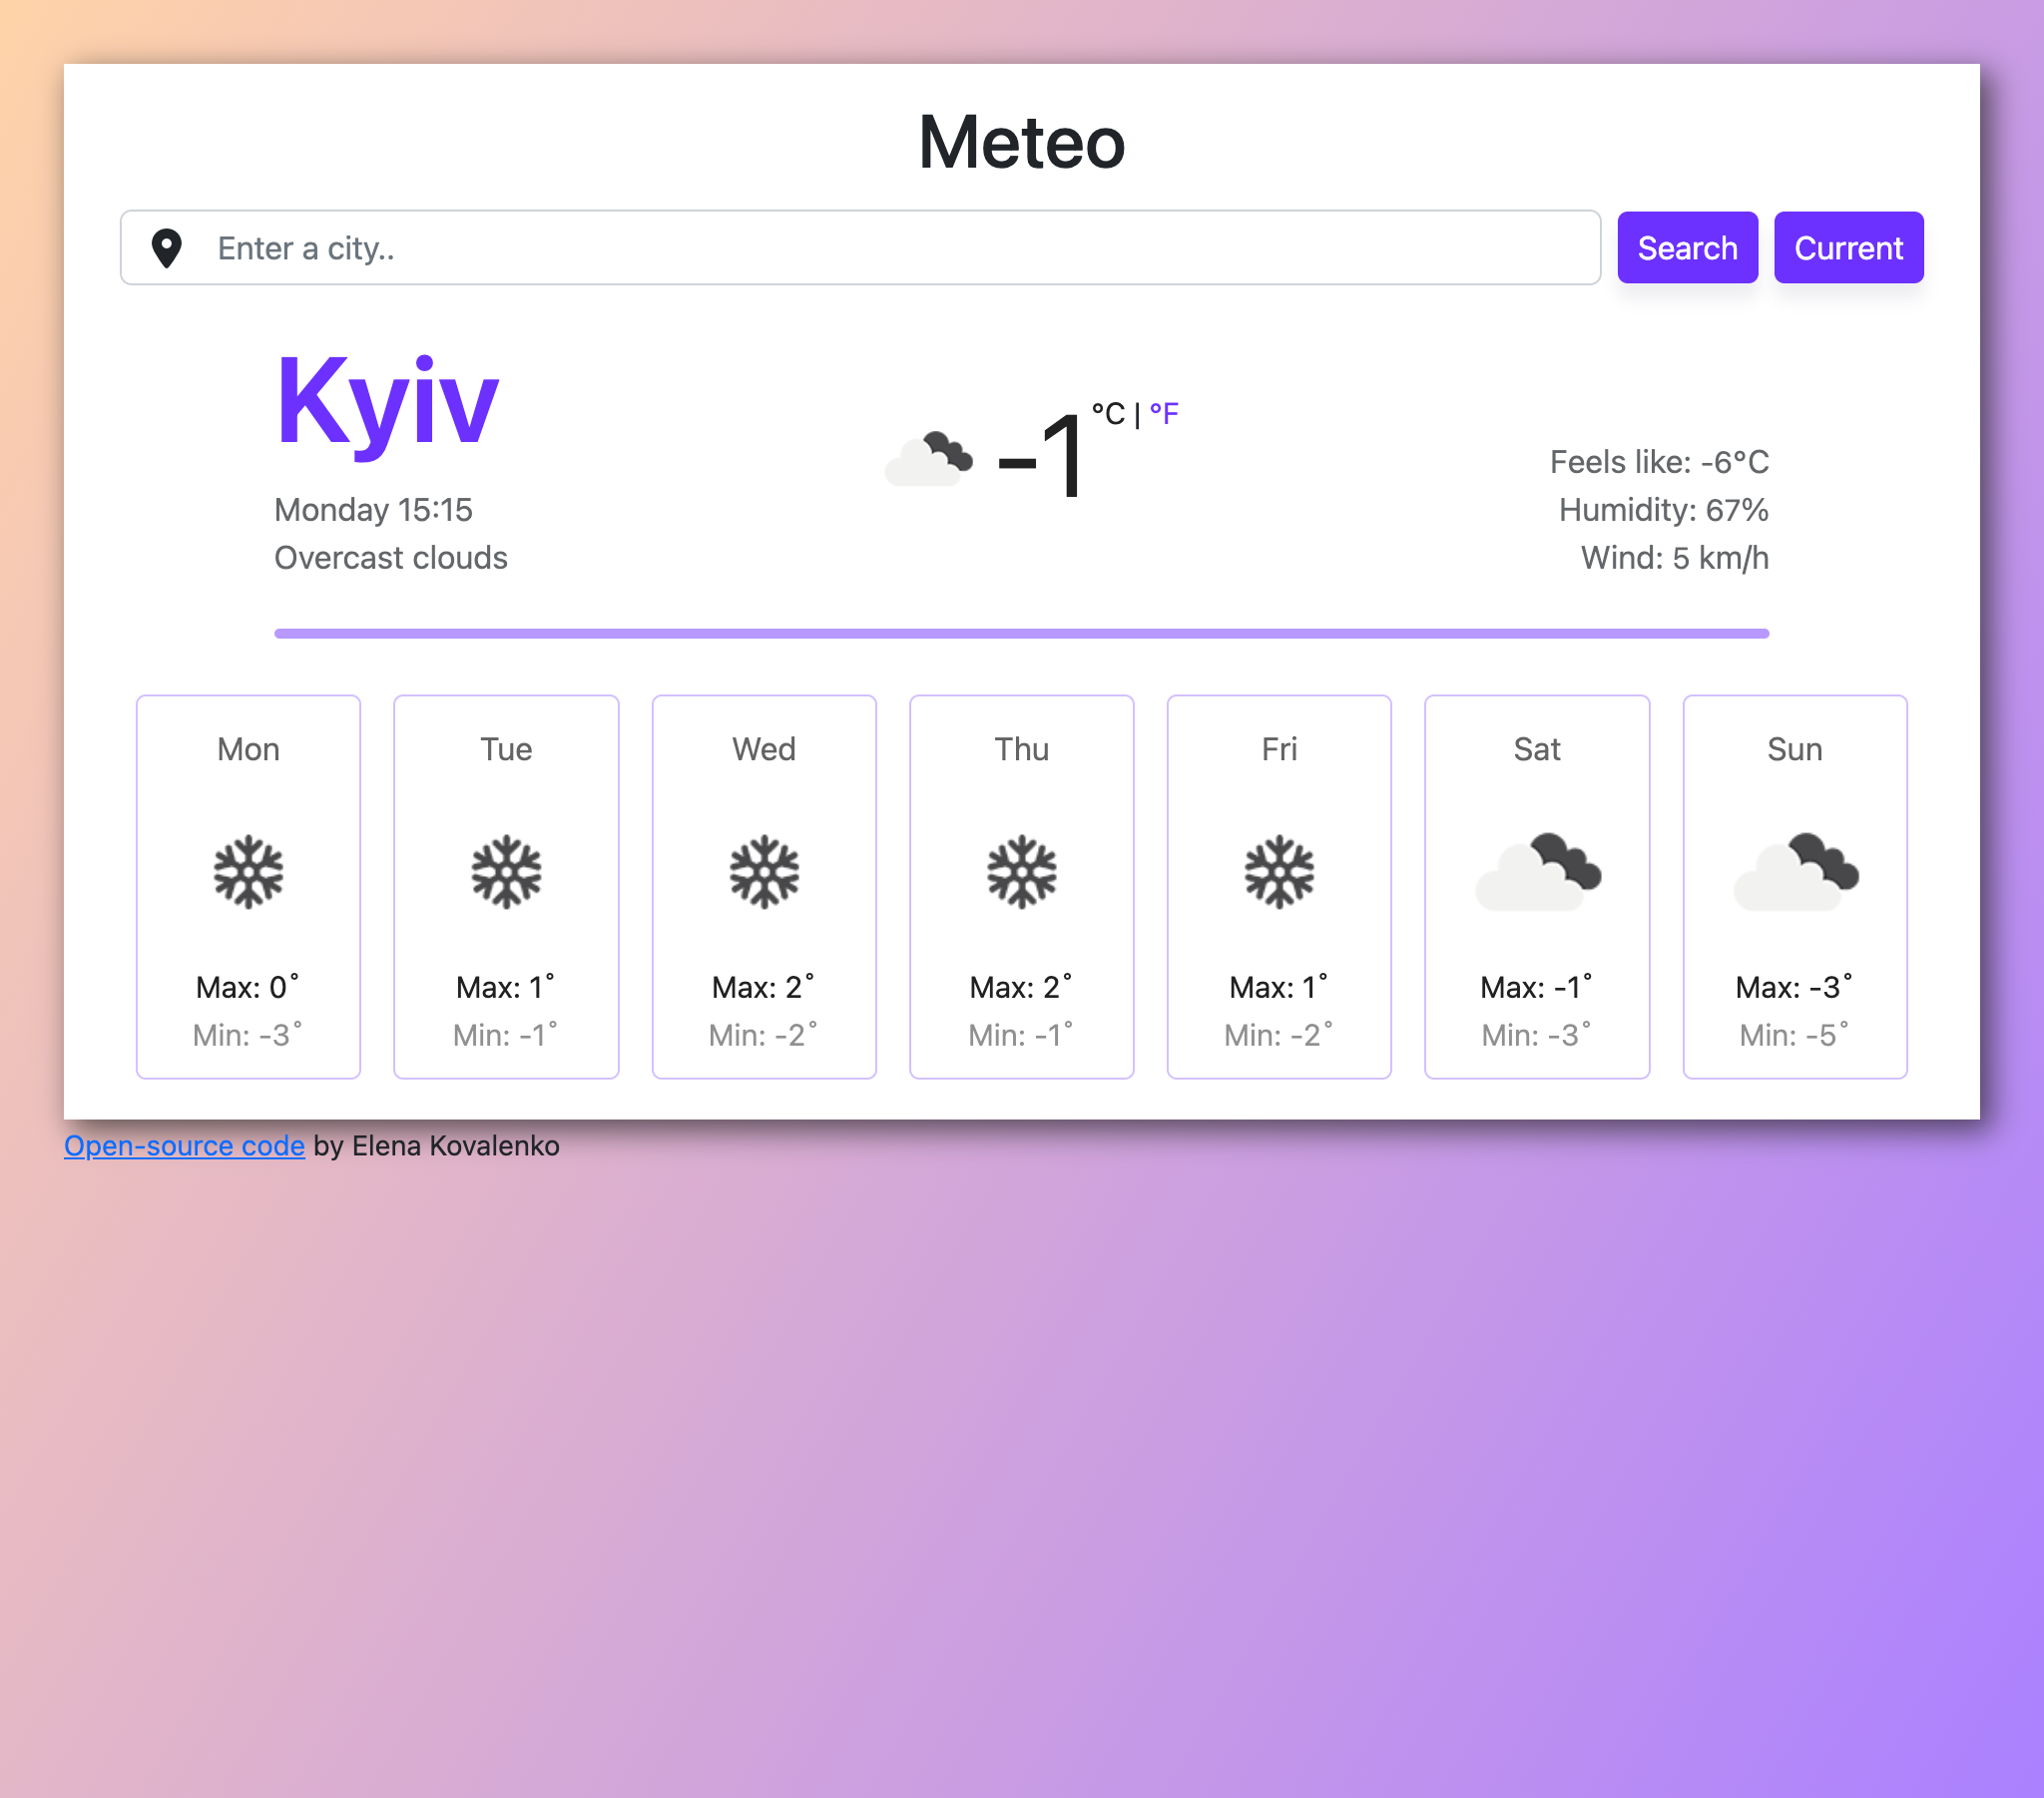 Meteo
Enter a city..
Search
Current
Kyiv
Monday 15:15
Overcast clouds
-1 °C | °F
Feels like: -6°C
Humidity: 67%
Wind: 5 km/h
Mon
Max: 0°
Min: -3°
Tue
Max: 1°
Min: -1°
Wed
Max: 2°
Min: -2°
Thu
Max: 2°
Min: -1°
Fri
Max: 1°
Min: -2°
Sat
Max: -1°
Min: -3°
Sun
Max: -3°
Min: -5°
Open-source code by Elena Kovalenko